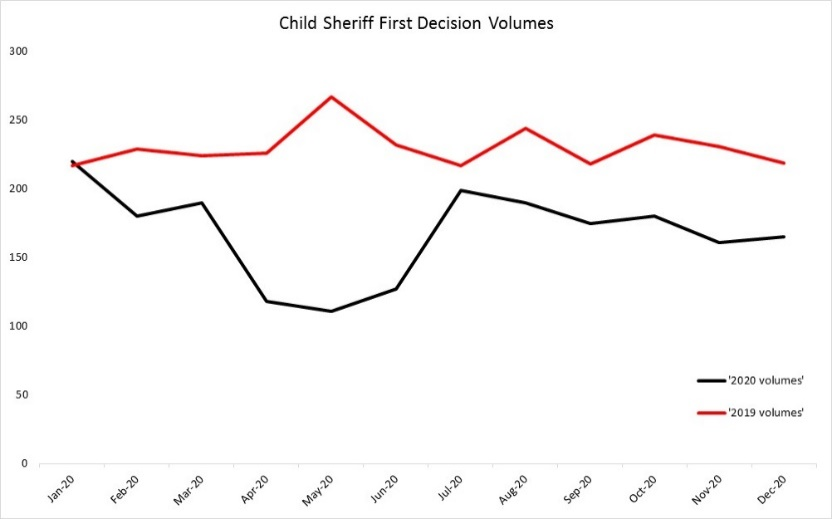 Child Sheriff First Decision Volumes
300
250
200
150
100
50
0
'2020 volumes'
'2019 volumes'
Jan-20
Feb-20
Mar-20
Apr-20
May-20
Jun-20
Jul-20
Aug-20
Sep-20
Oct-20
Nov-20
Dec-20